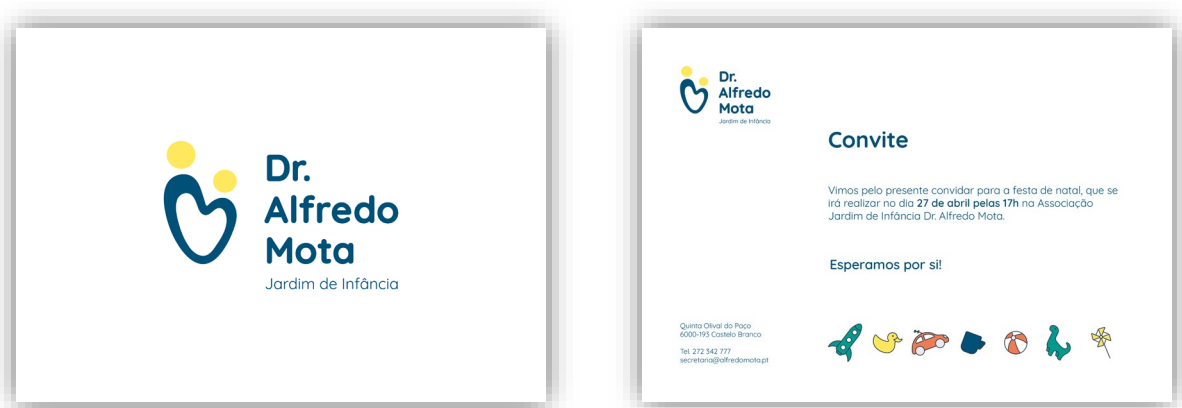 Dr.
Alfredo
Mota
Jardim de Infância
Dr.
Alfredo
Mota
Jardim de Infância
Convite
Vimos pelo presente convidar para a festa de natal, que se
irá realizar no dia 27 de abril pelas 17h na Associação
Jardim de Infância Dr. Alfredo Mota.
Esperamos por si!
Quinta Olival do Paço
6000-193 Castelo Branco
Tel. 272 342 777
secretaria@alfredomota.pt